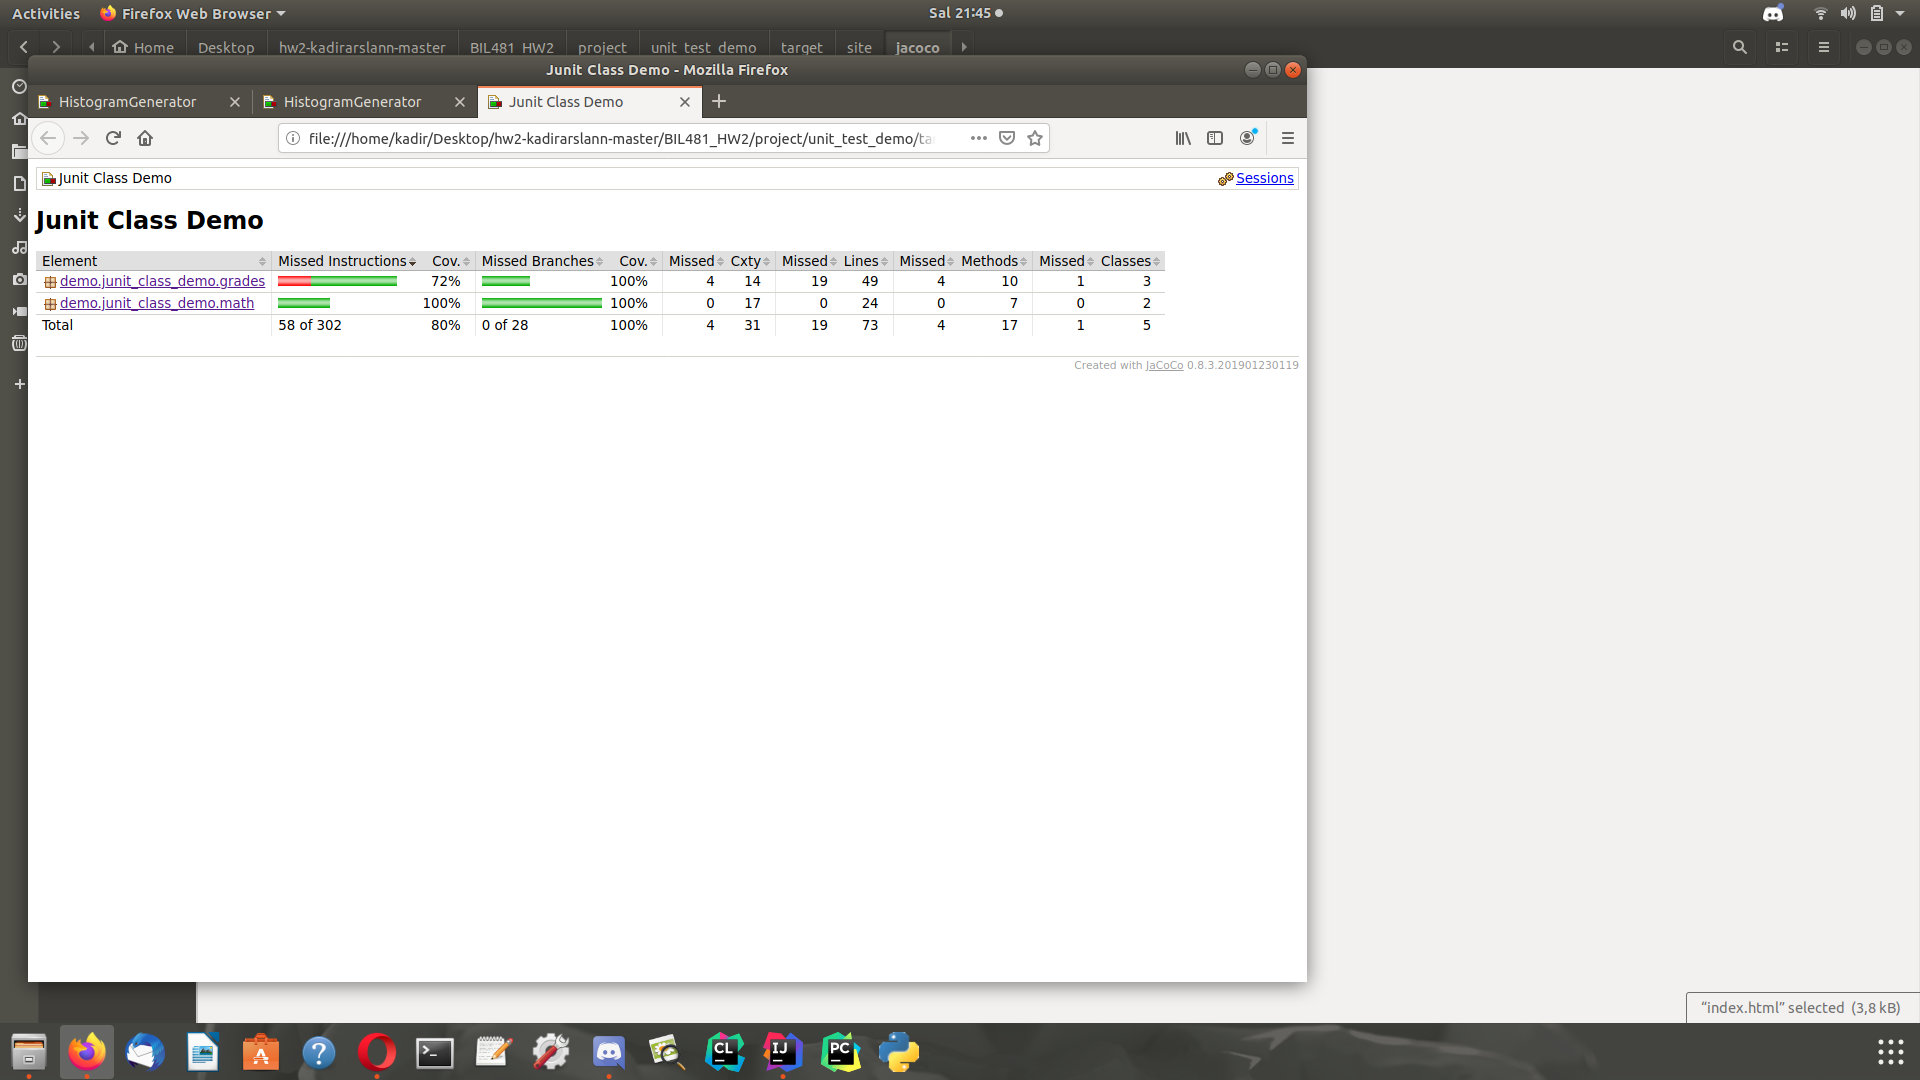 Activities Firefox Web Browser Sal 21:45
Home Desktop hw2-kadirarslann-master BIL481_HW2 project unit_test_demo target site jacoco
Junit Class Demo - Mozilla Firefox
HistogramGenerator HistogramGenerator Junit Class Demo
file:///home/kadir/Desktop/hw2-kadirarslann-master/BIL481_HW2/project/unit_test_demo/ta
Junit Class Demo Sessions
Junit Class Demo
Element Missed Instructions Cov. Missed Branches Cov. Missed Cxty Missed Lines Missed Methods Missed Classes
demo.junit_class_demo.grades 72% 100% 4 14 19 49 4 10 1 3
demo.junit_class_demo.math 100% 100% 0 17 0 24 0 7 0 2
Total 58 of 302 80% 0 of 28 100% 4 31 19 73 4 17 1 5
Created with JaCoCo 0.8.3.201901230119
“index.html” selected (3,8 kB)
CL IJ PC